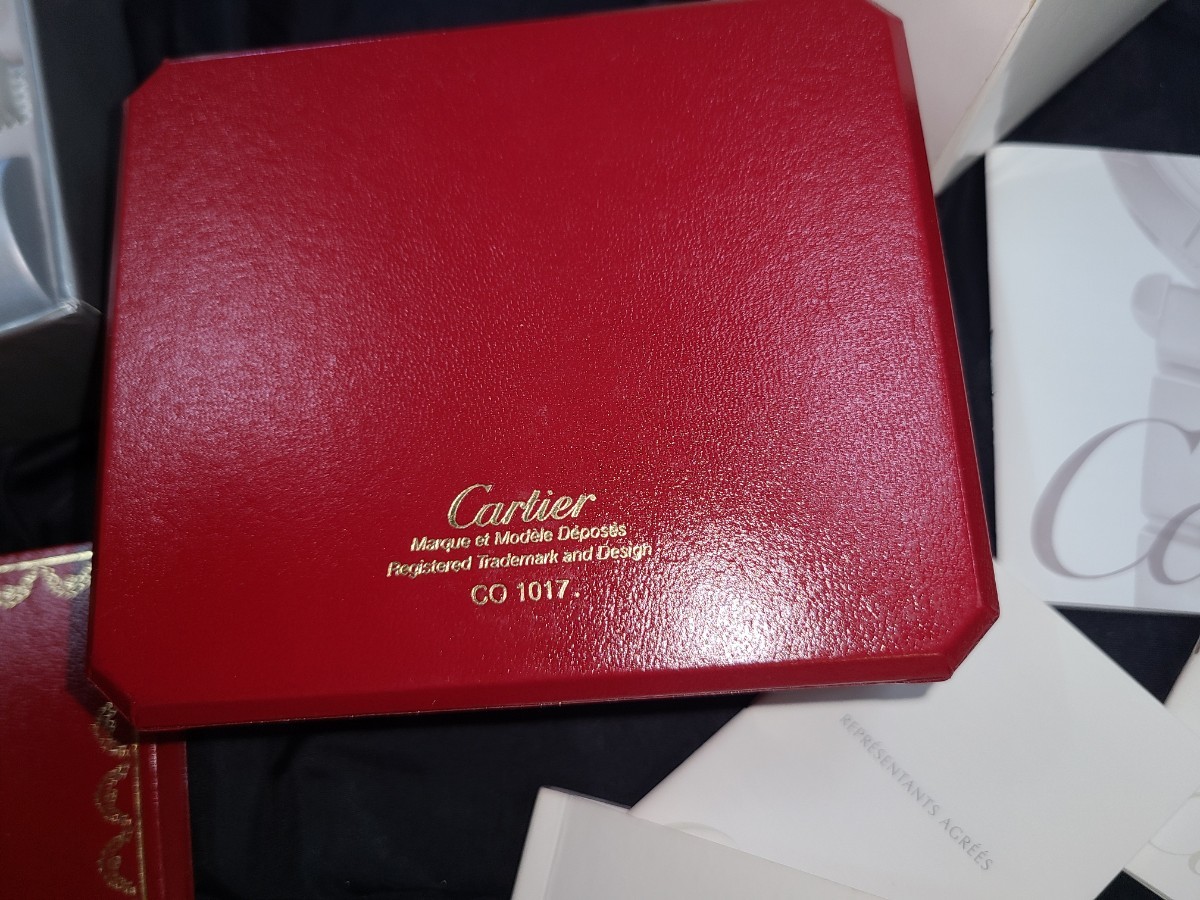 Cartier
Marque et Modèle Déposés
Registered Trademark and Design
CO 1017.
REPRÉSENTANTS AGRÉÉS